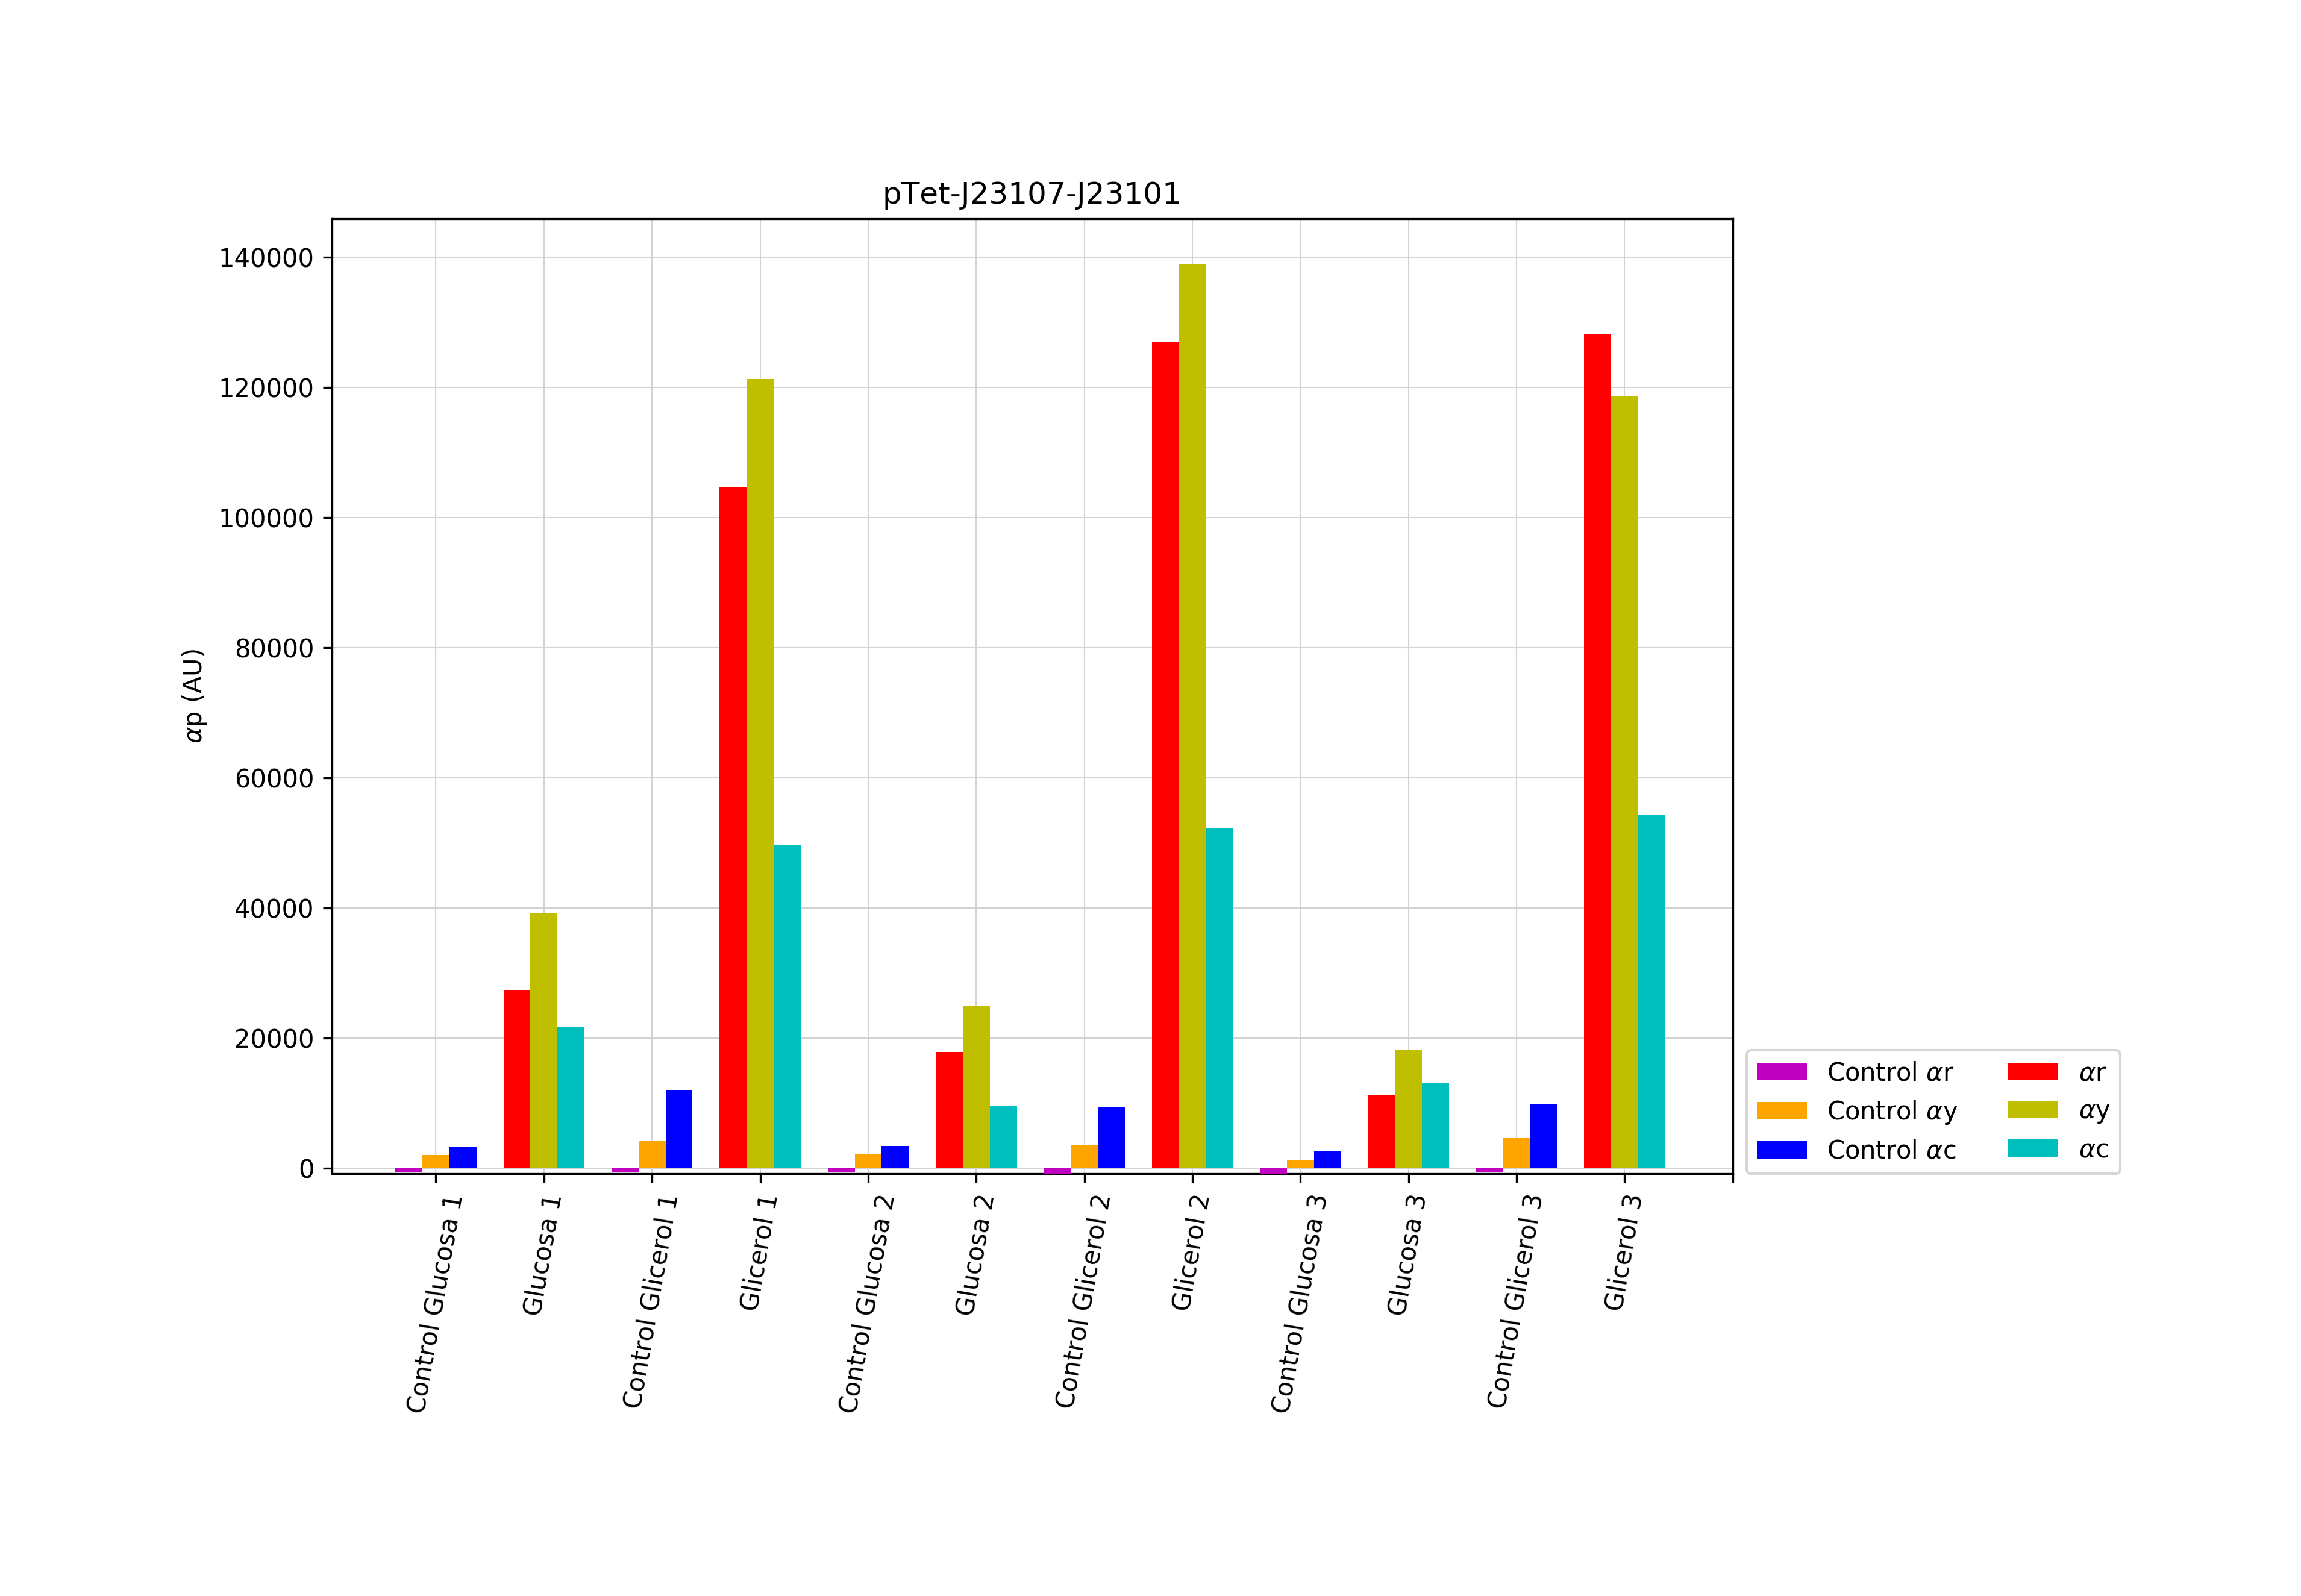 pTet-J23107-J23101
αp (AU)
140000
120000
100000
80000
60000
40000
20000
0
Control Glucosa 1
Glucosa 1
Control Glicerol 1
Glicerol 1
Control Glucosa 2
Glucosa 2
Control Glicerol 2
Glicerol 2
Control Glucosa 3
Glucosa 3
Control Glicerol 3
Glicerol 3
Control αr
Control αy
Control αc
αr
αy
αc